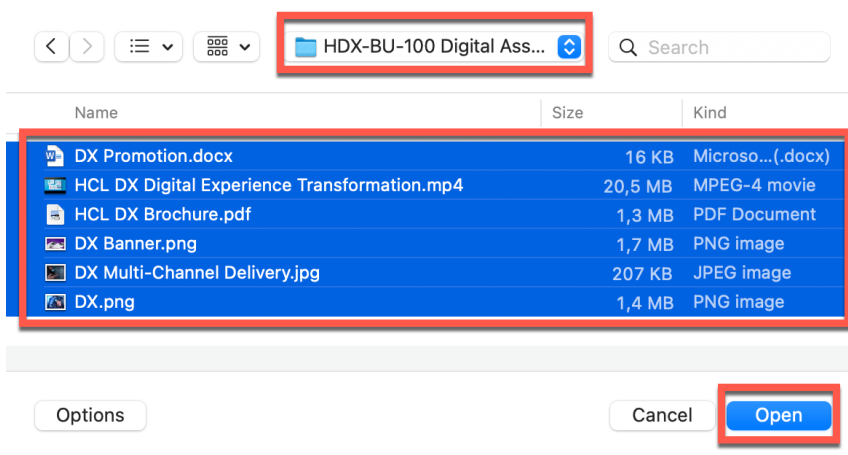 HDX-BU-100 Digital Ass... Search
Name Size Kind
DX Promotion.docx 16 KB Microso...(.docx)
HCL DX Digital Experience Transformation.mp4 20,5 MB MPEG-4 movie
HCL DX Brochure.pdf 1,3 MB PDF Document
DX Banner.png 1,7 MB PNG image
DX Multi-Channel Delivery.jpg 207 KB JPEG image
DX.png 1,4 MB PNG image
Options Cancel Open